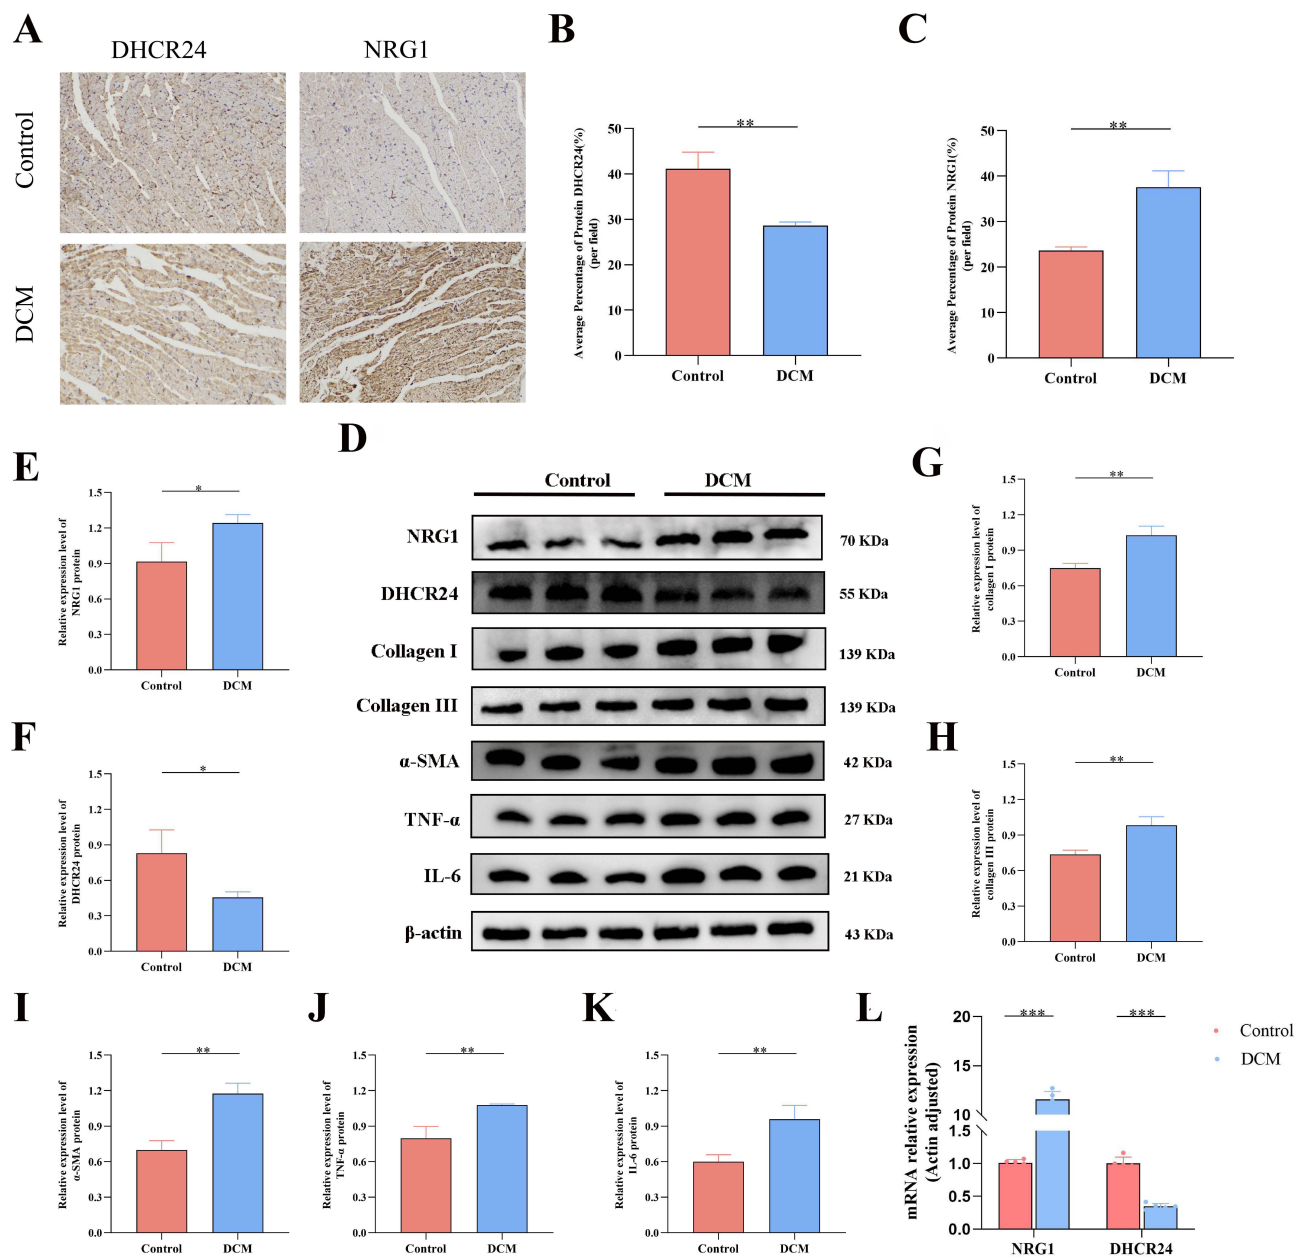 A
DHCR24
NRG1
Control
DCM
B
Average Percentage of Protein DHCR24(%)
(per field)
50
40
30
20
10
0
**
Control
DCM
C
Average Percentage of Protein NRG1(%)
(per field)
50
40
30
20
10
0
**
Control
DCM
D
Control
DCM
NRG1
70 KDa
DHCR24
55 KDa
Collagen I
139 KDa
Collagen III
139 KDa
α-SMA
42 KDa
TNF-α
27 KDa
IL-6
21 KDa
β-actin
43 KDa
E
Relative expression level of
NRG1 protein
1.5
1.2
0.9
0.6
0.3
0.0
*
Control
DCM
F
Relative expression level of
DHCR24 protein
1.5
1.2
0.9
0.6
0.3
0.0
*
Control
DCM
G
Relative expression level of
collagen I protein
1.5
1.2
0.9
0.6
0.3
0.0
**
Control
DCM
H
Relative expression level of
collagen III protein
1.5
1.2
0.9
0.6
0.3
0.0
**
Control
DCM
I
Relative expression level of
α-SMA protein
1.5
1.2
0.9
0.6
0.3
0.0
**
Control
DCM
J
Relative expression level of
TNF-α protein
1.5
1.2
0.9
0.6
0.3
0.0
**
Control
DCM
K
Relative expression level of
IL-6 protein
1.5
1.2
0.9
0.6
0.3
0.0
**
Control
DCM
L
mRNA relative expression
(Actin adjusted)
20
15
10
1.5
1.0
0.5
0.0
***
***
NRG1
DHCR24
Control
DCM